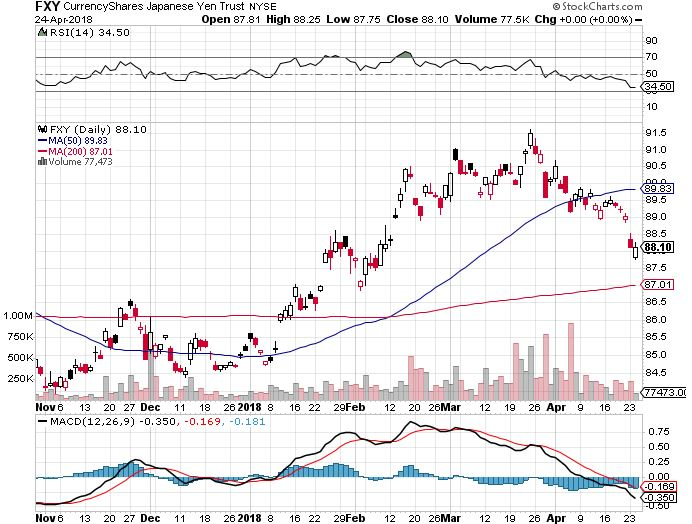 FXY CurrencyShares Japanese Yen Trust NYSE © StockCharts.com
24-Apr-2018 Open 87.81 High 88.25 Low 87.75 Close 88.10 Volume 77.5K Chg +0.00 (+0.00%)
RSI(14) 34.50
90
70
50
34.50
30
10
FXY (Daily) 88.10
MA(50) 89.83
MA(200) 87.01
Volume 77,473
91.5
91.0
90.5
90.0
89.83
89.5
89.0
88.5
88.10
87.5
87.01
86.5
86.0
85.5
85.0
84.5
1.00M
750K
500K
250K
77473.00
Nov 6 13 20 27 Dec 11 18 26 2018 8 16 22 29 Feb 12 20 26 Mar 12 19 26 Apr 9 16 23
MACD(12,26,9) -0.350, -0.169, -0.181
0.75
0.50
0.25
0.00
-0.169
-0.350
-0.50
Nov 6 13 20 27 Dec 11 18 26 2018 8 16 22 29 Feb 12 20 26 Mar 12 19 26 Apr 9 16 23